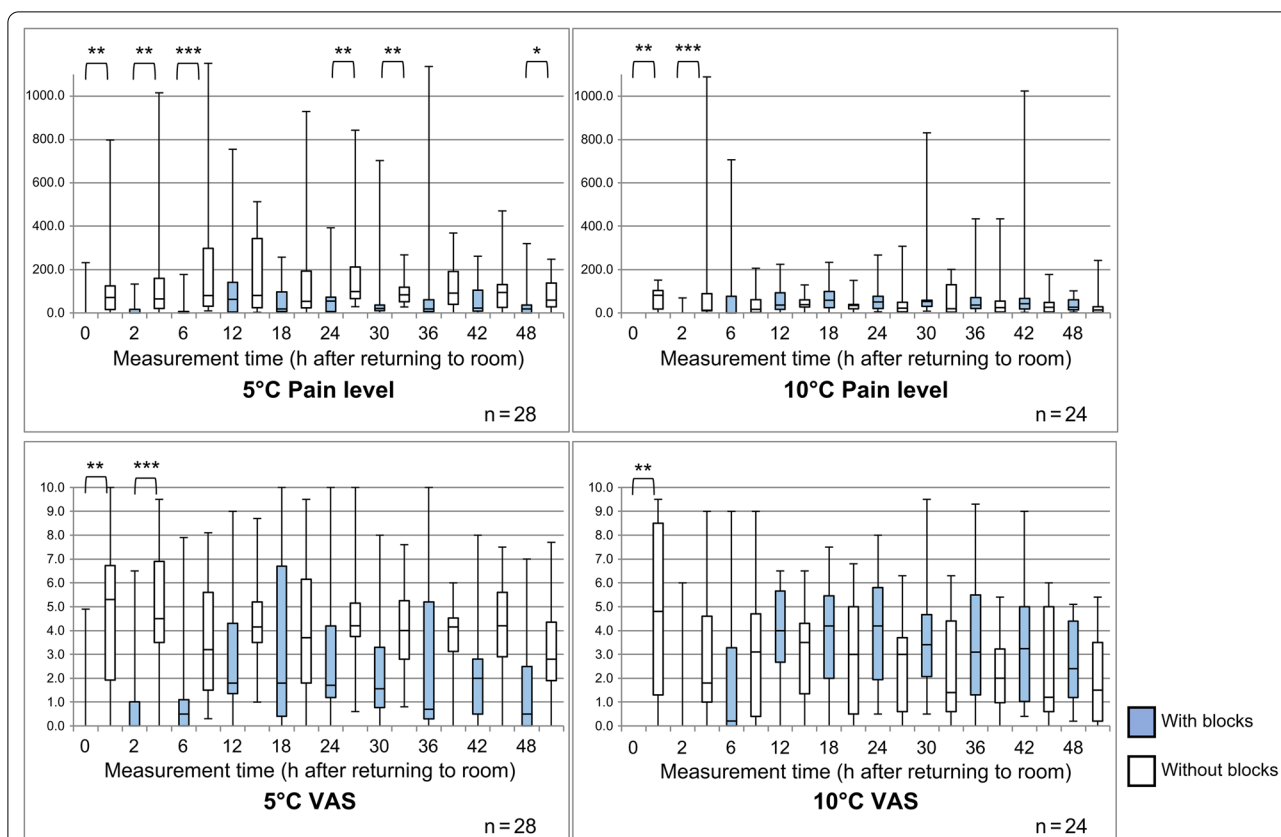 ** ** *** ** ** *
1000.0
800.0
600.0
400.0
200.0
0.0
0 2 6 12 18 24 30 36 42 48
Measurement time (h after returning to room)
5°C Pain level
n = 28
** ***
1000.0
800.0
600.0
400.0
200.0
0.0
0 2 6 12 18 24 30 36 42 48
Measurement time (h after returning to room)
10°C Pain level
n = 24
** ***
10.0
9.0
8.0
7.0
6.0
5.0
4.0
3.0
2.0
1.0
0.0
0 2 6 12 18 24 30 36 42 48
Measurement time (h after returning to room)
5°C VAS
n = 28
**
10.0
9.0
8.0
7.0
6.0
5.0
4.0
3.0
2.0
1.0
0.0
0 2 6 12 18 24 30 36 42 48
Measurement time (h after returning to room)
10°C VAS
n = 24
With blocks
Without blocks